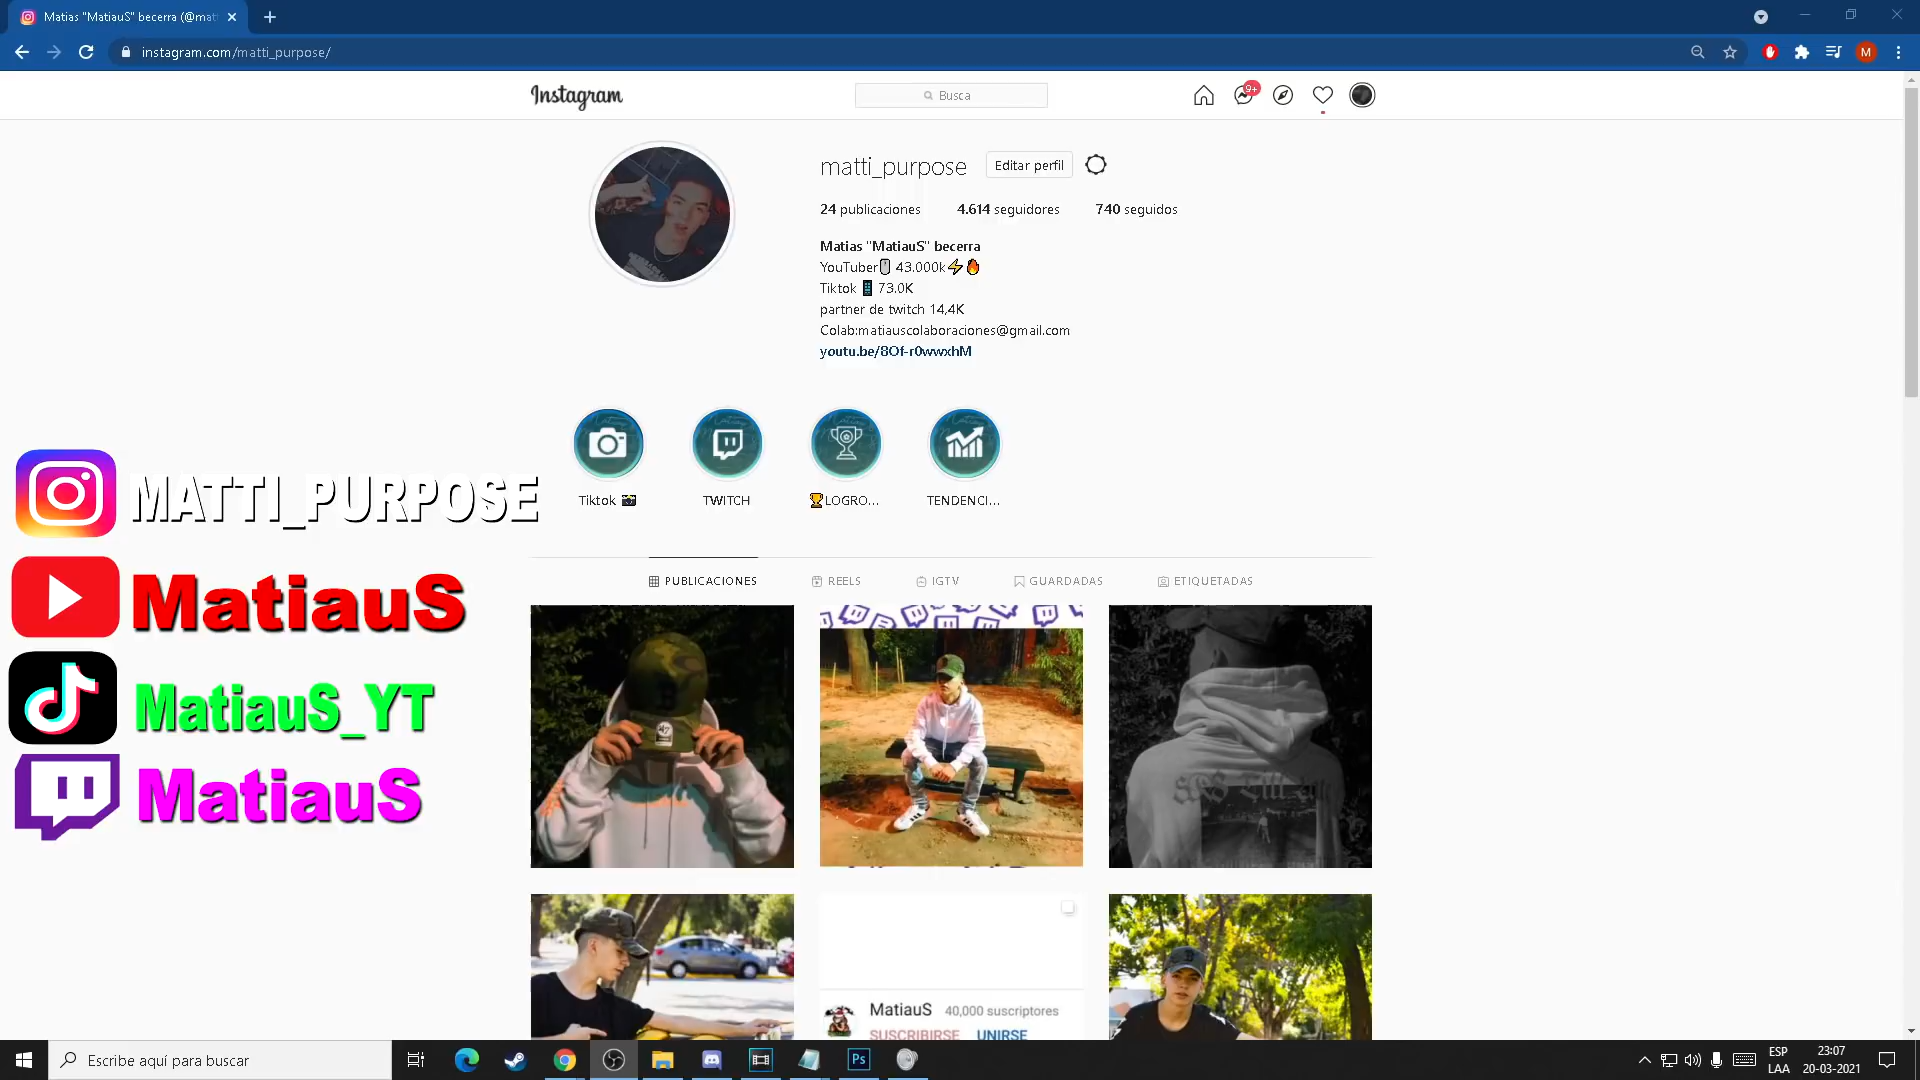 Matias "MatiauS" becerra (@mat
instagram.com/matti_purpose/
M
Instagram
Busca
9+
matti_purpose
Editar perfil
24 publicaciones
4.614 seguidores
740 seguidos
Matias "MatiauS" becerra
YouTuber🖱 43.000k⚡🔥
Tiktok 📱 73.0K
partner de twitch 14,4K
Colab:matiauscolaboraciones@gmail.com
youtu.be/8Of-r0wwxhM
Tiktok 📸
TWITCH
🏆LOGRO...
TENDENCI...
MATTI_PURPOSE
MatiauS
MatiauS_YT
MatiauS
PUBLICACIONES
REELS
IGTV
GUARDADAS
ETIQUETADAS
47
MatiauS
40,000 suscriptores
SUSCRIBIRSE
UNIRSE
Escribe aquí para buscar
Ps
ESP
LAA
23:07
20-03-2021